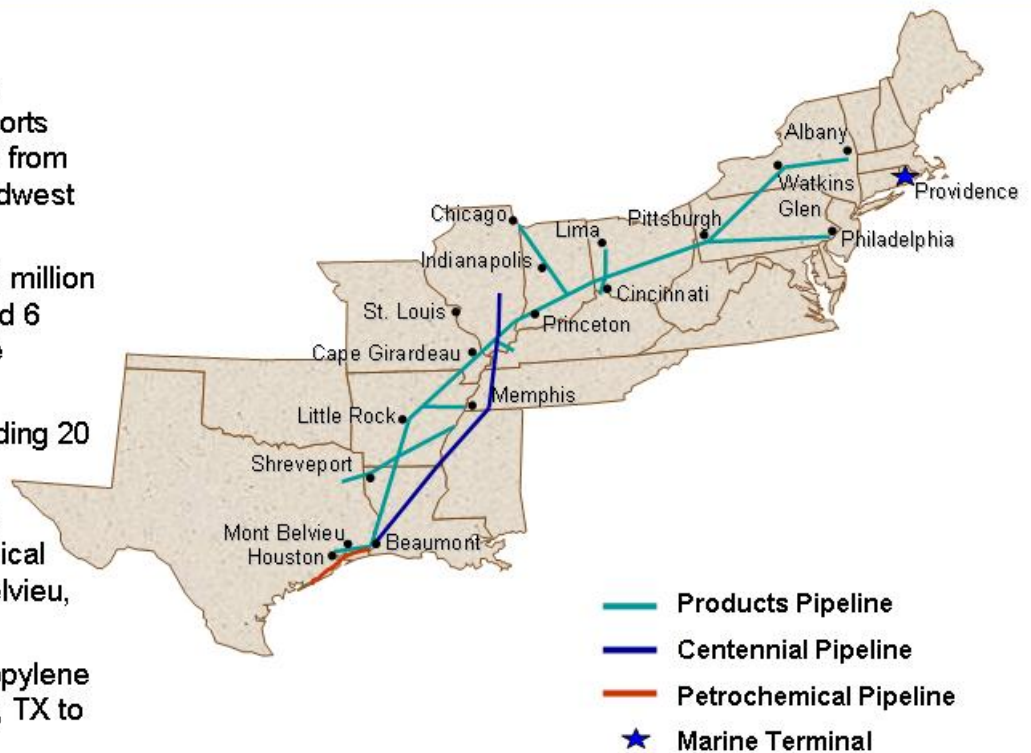 orts
from
dwest
million
d 6
ding 20
ical
elvieu,
opylene
, TX to
Albany
Watkins
Glen
Providence
Chicago
Lima
Pittsburgh
Philadelphia
Indianapolis
Cincinnati
St. Louis
Princeton
Cape Girardeau
Memphis
Little Rock
Shreveport
Mont Belvieu
Houston
Beaumont
Products Pipeline
Centennial Pipeline
Petrochemical Pipeline
Marine Terminal